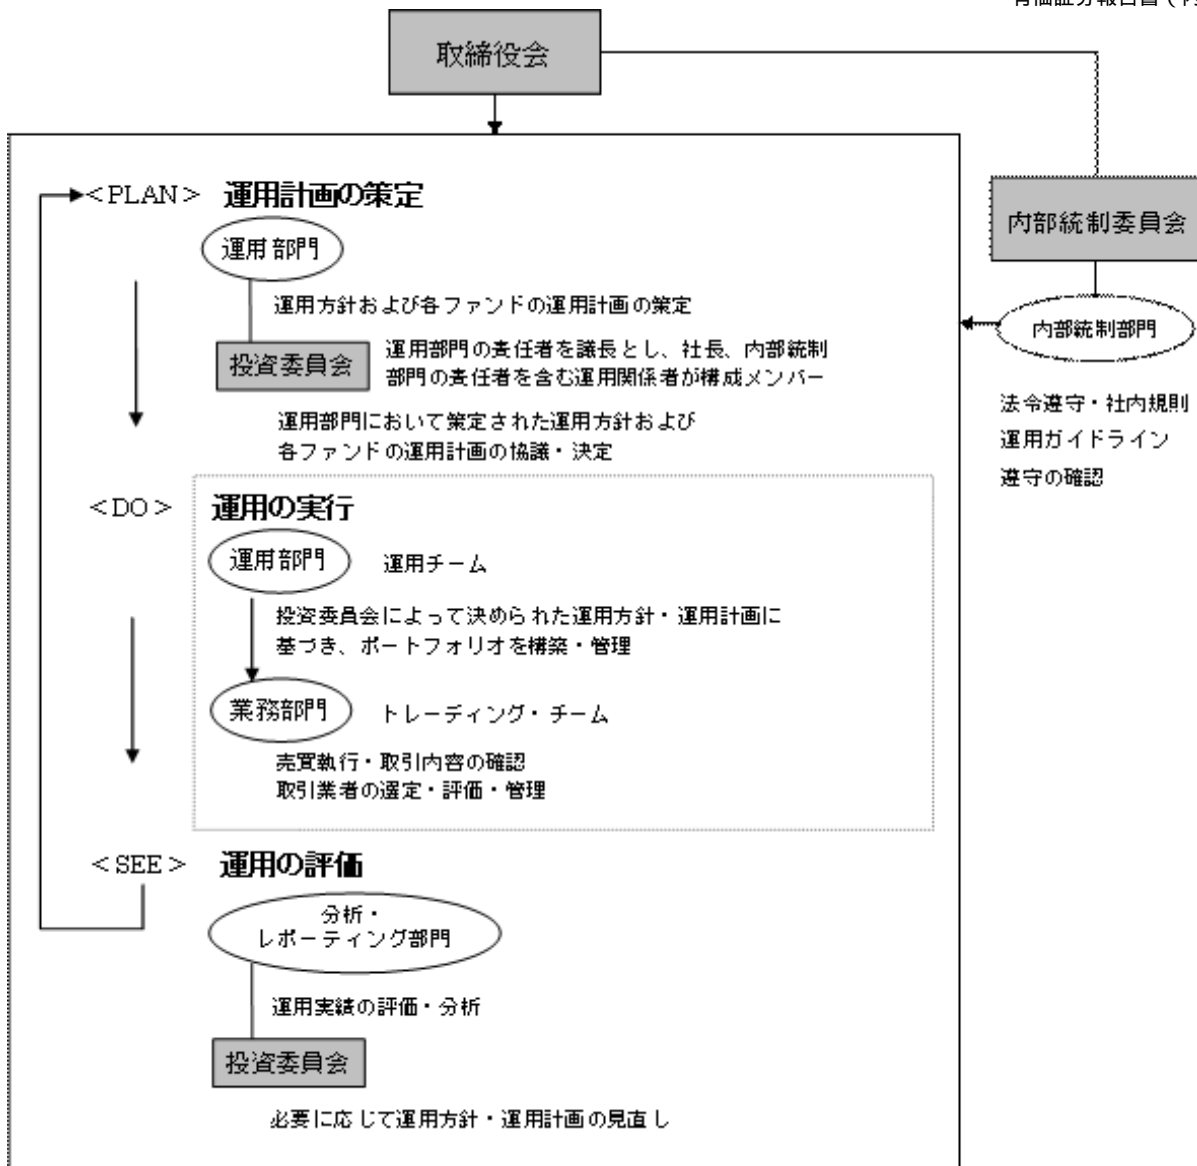 有価証券報告書（
取締役会
<PLAN> 運用計画の策定
運用部門
運用方針および各ファンドの運用計画の策定
投資委員会
運用部門の責任者を議長とし、社長、内部統制
部門の責任者を含む運用関係者が構成メンバー
運用部門において策定された運用方針および
各ファンドの運用計画の協議・決定
<DO> 運用の実行
運用部門 運用チーム
投資委員会によって決められた運用方針・運用計画に
基づき、ポートフォリオを構築・管理
業務部門 トレーディング・チーム
売買執行・取引内容の確認
取引業者の選定・評価・管理
<SEE> 運用の評価
分析・
レポーティング部門
運用実績の評価・分析
投資委員会
必要に応じて運用方針・運用計画の見直し
内部統制委員会
内部統制部門
法令遵守・社内規則
運用ガイドライン
遵守の確認